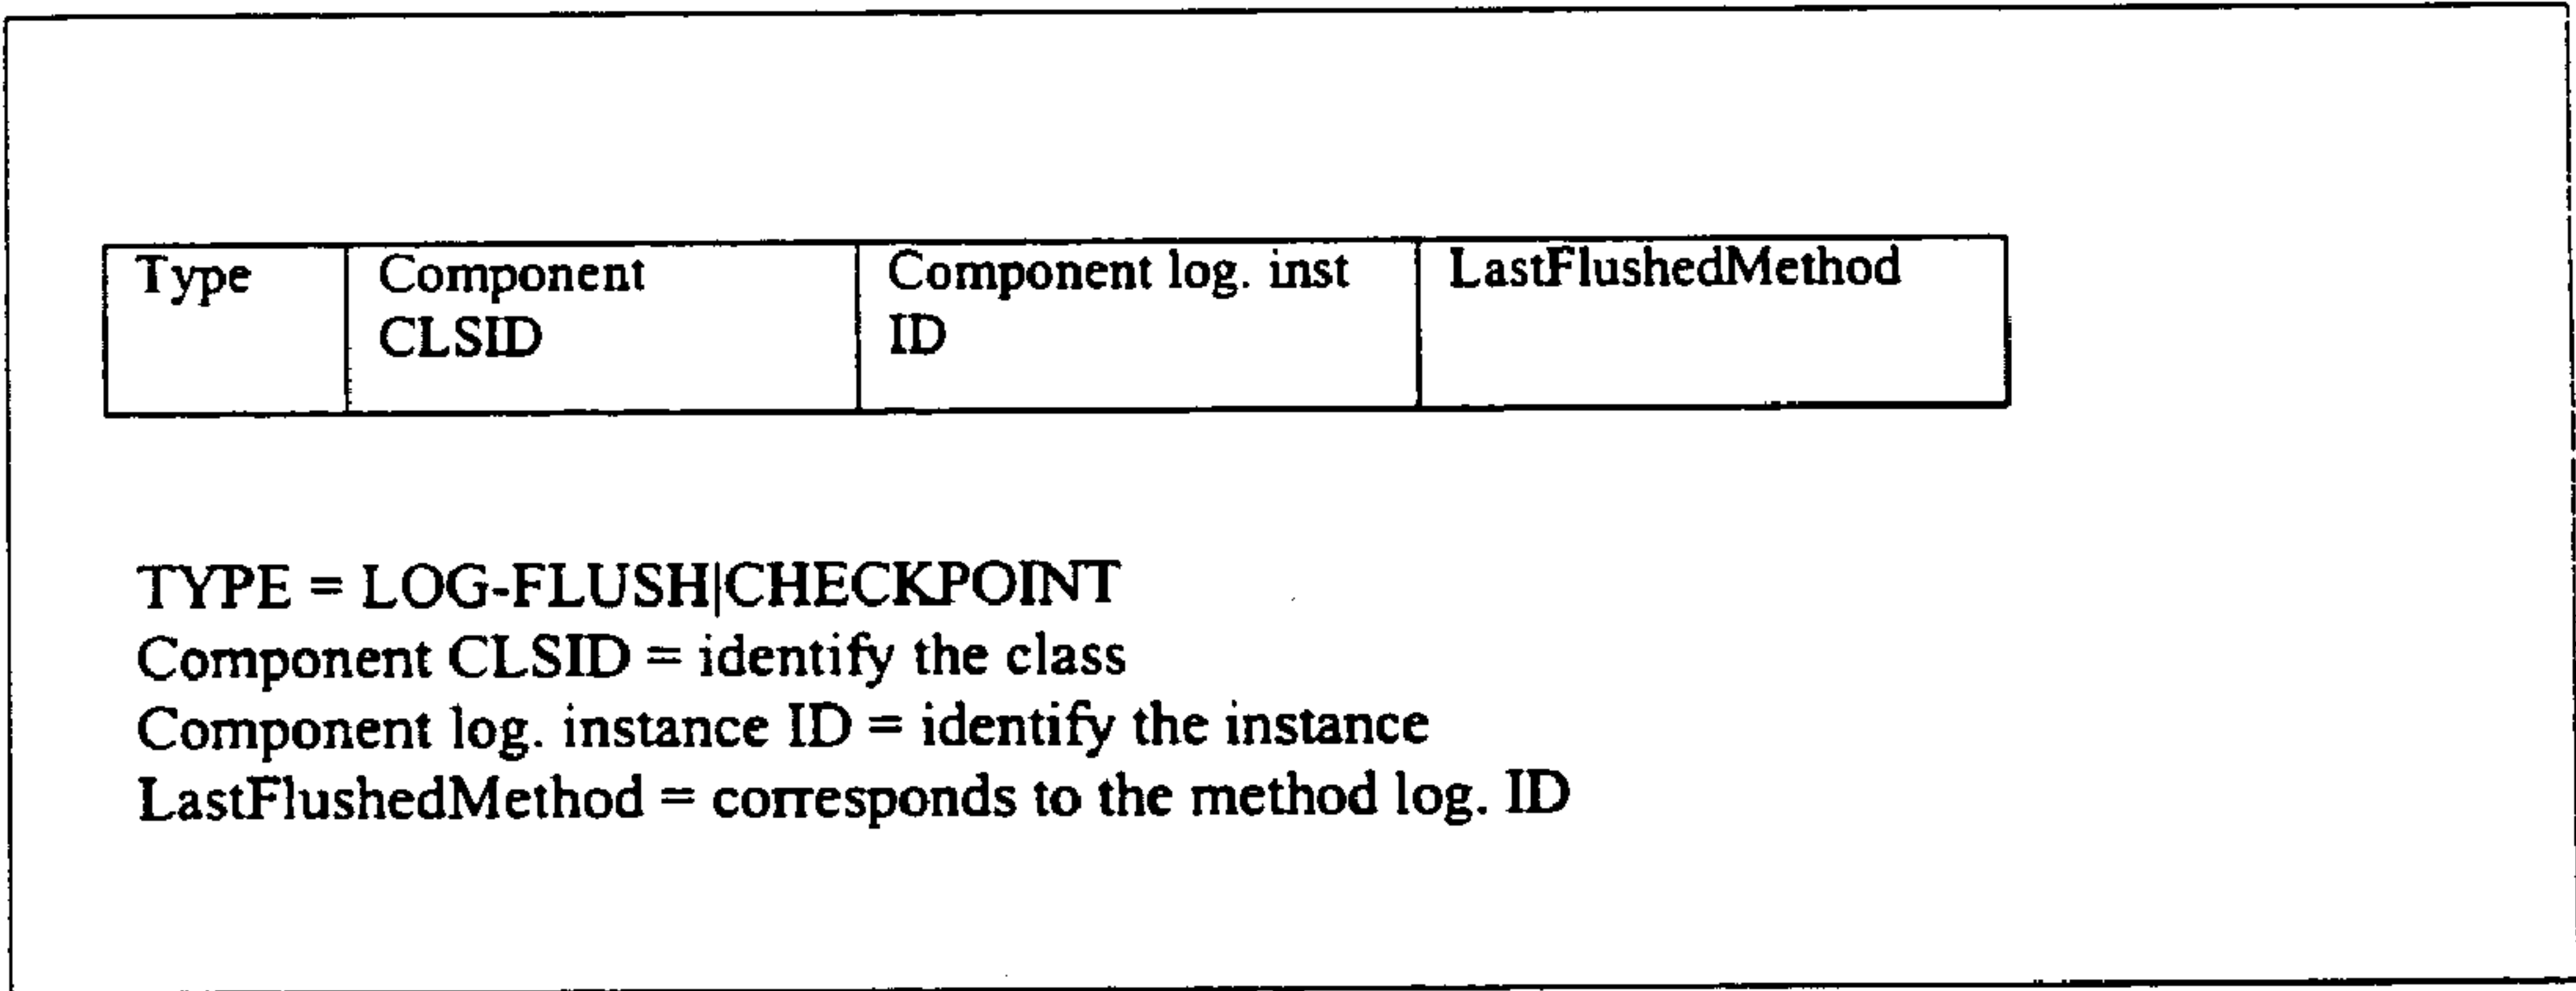 Type
Component
CLSID
Component log. inst
ID
LastFlushedMethod
TYPE = LOG-FLUSH|CHECKPOINT
Component CLSID = identify the class
Component log. instance ID = identify the instance
LastFlushedMethod = corresponds to the method log. ID